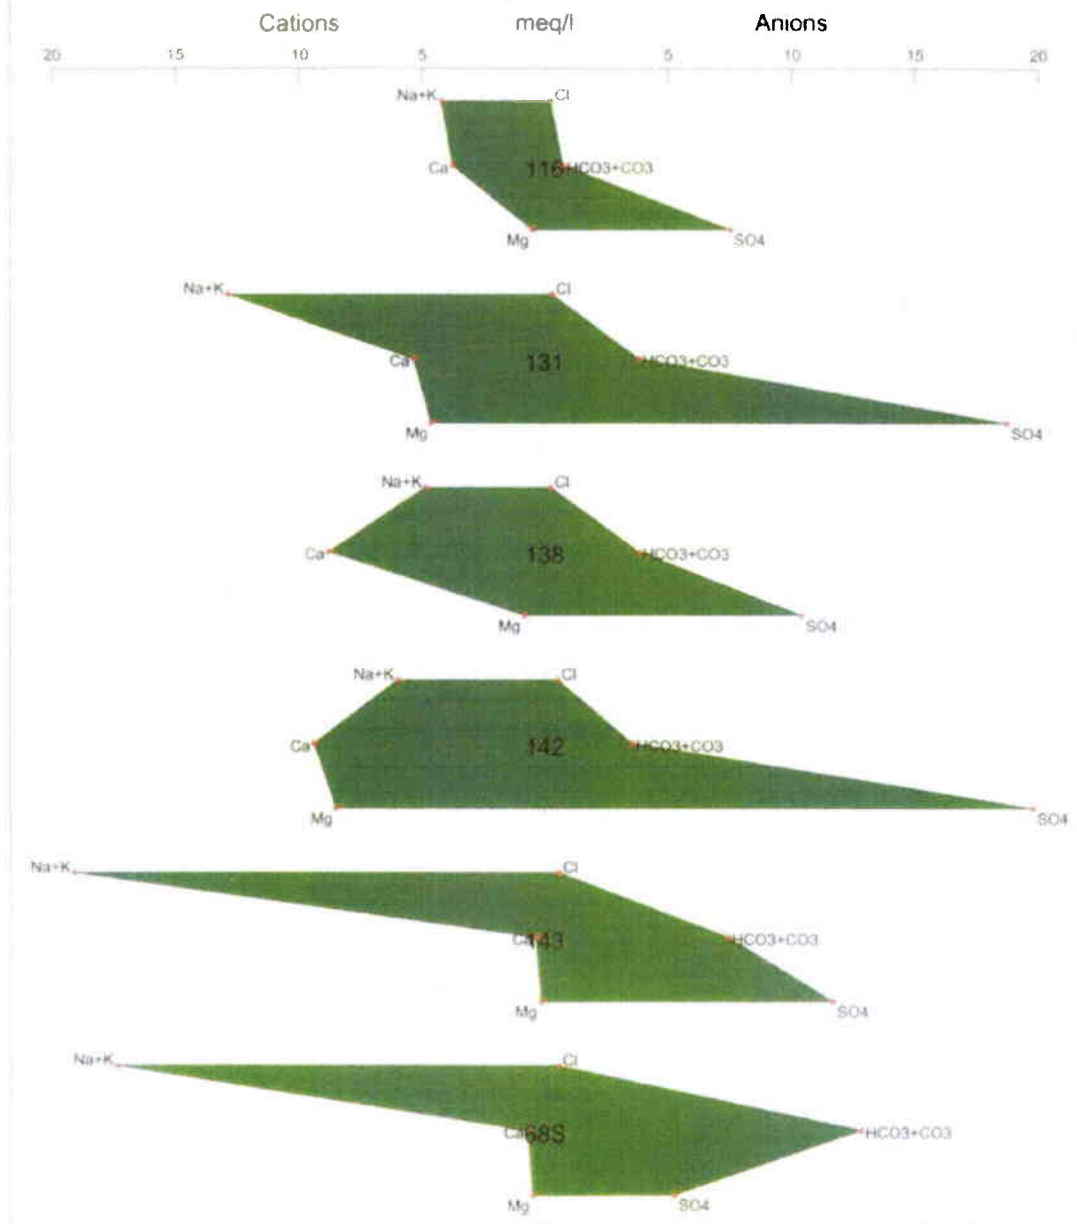 Cations meq/l Anions
20 15 10 5 5 10 15 20
Na+K Cl
Ca 116 HCO3+CO3
Mg SO4
Na+K Cl
Ca 131 HCO3+CO3
Mg SO4
Na+K Cl
Ca 138 HCO3+CO3
Mg SO4
Na+K Cl
Ca 142 HCO3+CO3
Mg SO4
Na+K Cl
Ca 143 HCO3+CO3
Mg SO4
Na+K Cl
Ca 68S HCO3+CO3
Mg SO4